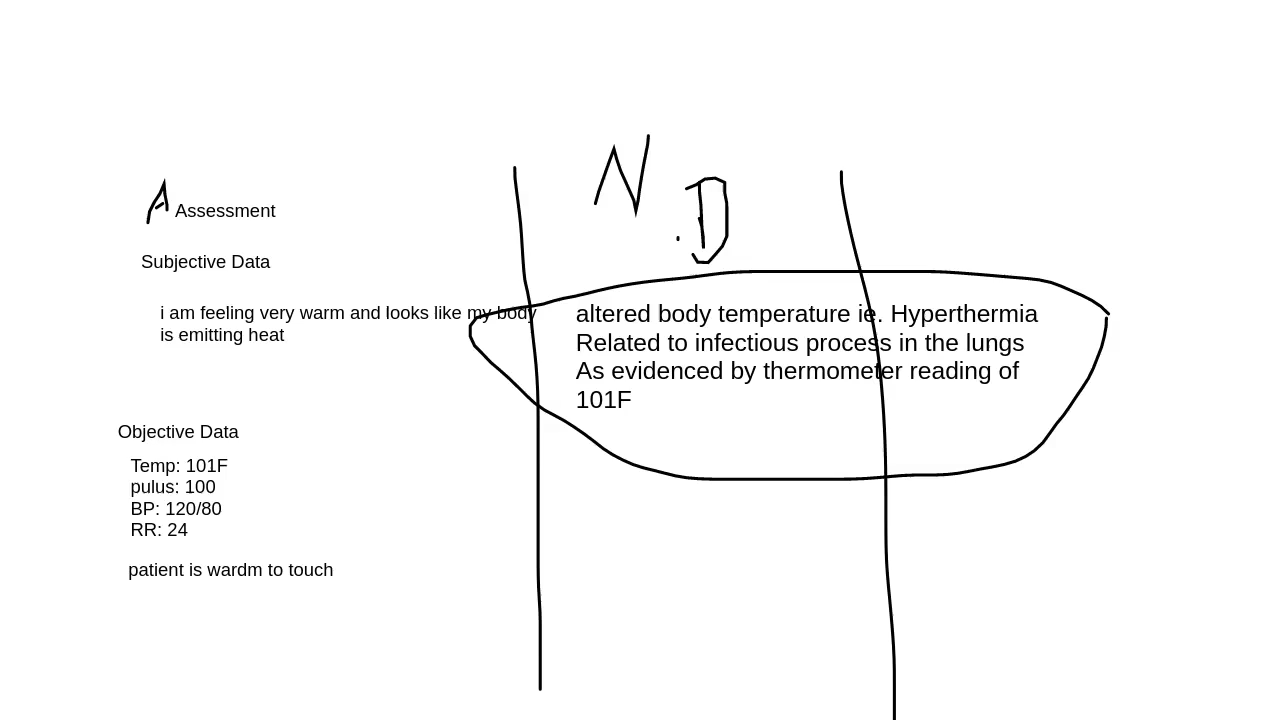 A Assessment
N.D
Subjective Data
i am feeling very warm and looks like my body
is emitting heat
altered body temperature ie. Hyperthermia
Related to infectious process in the lungs
As evidenced by thermometer reading of
101F
Objective Data
Temp: 101F
pulus: 100
BP: 120/80
RR: 24
patient is wardm to touch